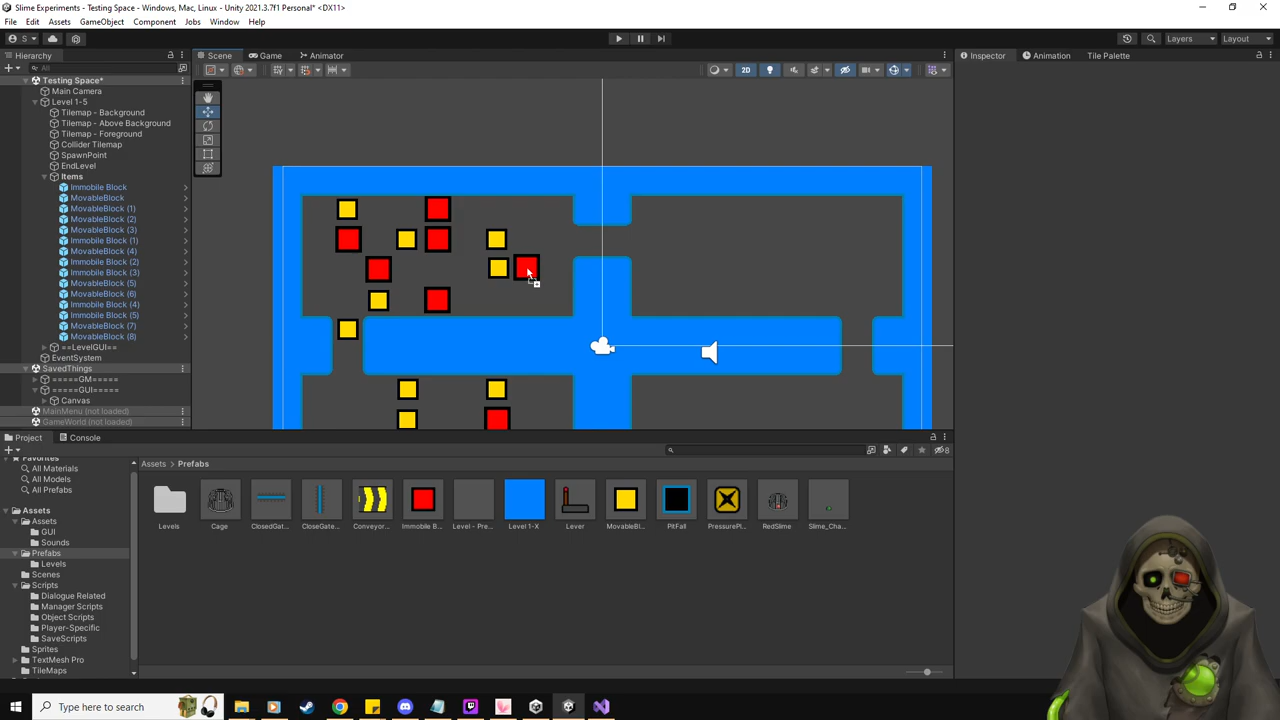 Slime Experiments - Testing Space - Windows, Mac, Linux - Unity 2021.3.7f1 Personal* <DX11>
File Edit Assets GameObject Component Jobs Window Help
S Layers Layout
Hierarchy Scene Game Animator Inspector Animation Tile Palette
All
2D
Testing Space*
Main Camera
Level 1-5
Tilemap - Background
Tilemap - Above Background
Tilemap - Foreground
Collider Tilemap
SpawnPoint
EndLevel
Items
Immobile Block
MovableBlock
MovableBlock (1)
MovableBlock (2)
MovableBlock (3)
Immobile Block (1)
MovableBlock (4)
Immobile Block (2)
Immobile Block (3)
MovableBlock (5)
MovableBlock (6)
Immobile Block (4)
Immobile Block (5)
MovableBlock (7)
MovableBlock (8)
==LevelGUI==
EventSystem
SavedThings
=====GM=====
=====GUI=====
Canvas
MainMenu (not loaded)
GameWorld (not loaded)
Project Console
8
Favorites
All Materials
All Models
All Prefabs
Assets
Assets
GUI
Sounds
Prefabs
Levels
Scenes
Scripts
Dialogue Related
Manager Scripts
Object Scripts
Player-Specific
SaveScripts
Sprites
TextMesh Pro
TileMaps
Assets > Prefabs
Levels Cage ClosedGat... CloseGate... Conveyor... Immobile B... Level - Pre... Level 1-X Lever MovableBl... PitFall PressurePl... RedSlime Slime_Cha...
Type here to search